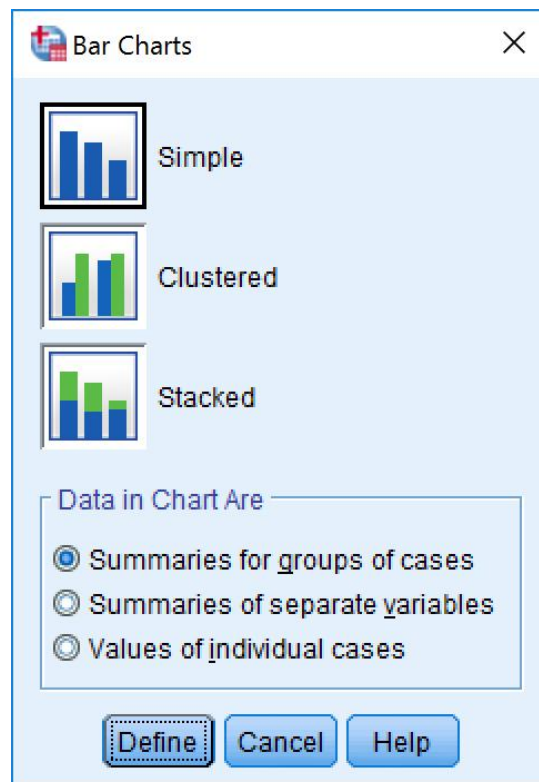 Bar Charts
Simple
Clustered
Stacked
Data in Chart Are
Summaries for groups of cases
Summaries of separate variables
Values of individual cases
Define Cancel Help